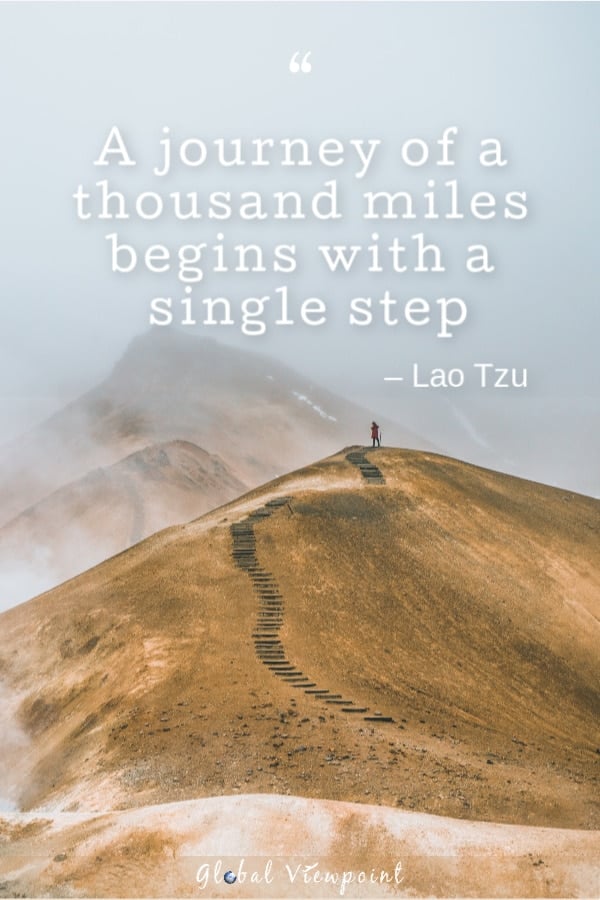 “
A journey of a
thousand miles
begins with a
single step
– Lao Tzu
Global Viewpoint